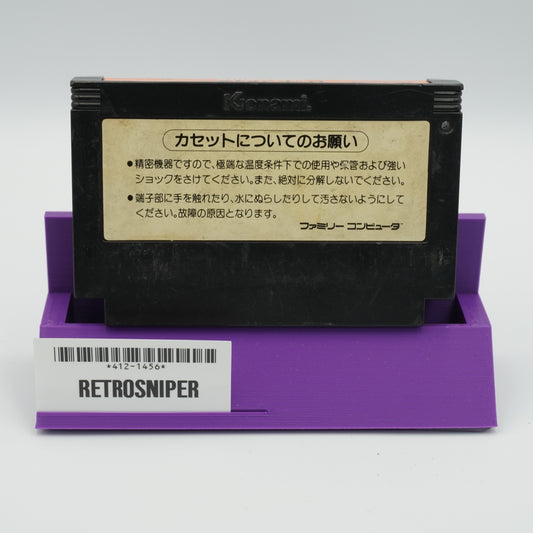 Konami
カセットについてのお願い
●精密機器ですので、極端な温度条件下での使用や保管および強い
ショックをさけてください。また、絶対に分解しないでください。
●端子部に手を触れたり、水にぬらしたりして汚さないようにして
ください。故障の原因となります。
ファミリー コンピュータ
*412-1456*
RETROSNIPER